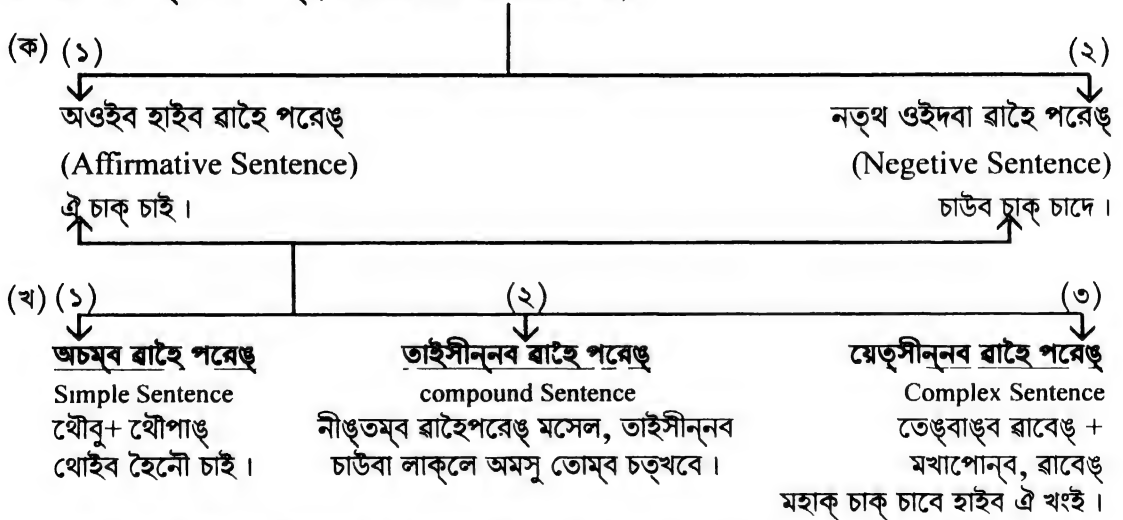 (ক) (১) (২)
অওইব হাইব ৱাহৈ পরেঙ্ নত্থ ওইদবা ৱাহৈ পরেঙ্
(Affirmative Sentence) (Negetive Sentence)
ঐ চাক্ চাই। চাউব চাক্ চাদে।
(খ) (১) (২) (৩)
অচম্ব ৱাহৈ পরেঙ্ তাইসীন্নব ৱাহৈ পরেঙ্ য়েত্সীন্নব ৱাহৈ পরেঙ্
Simple Sentence compound Sentence Complex Sentence
থৌবু+ থৌপাঙ্ নীঙ্তম্ব ৱাহৈপরেঙ্ মসেল, তাইসীন্নব তেঙ্বাঙ্ব ৱাবেঙ্ +
থোইব হৈনৌ চাই। চাউবা লাক্লে অমসু তোম্ব চত্খবে। মখাপোন্ব, ৱাবেঙ্
মহাক্ চাক্ চাবে হাইব ঐ খংই।